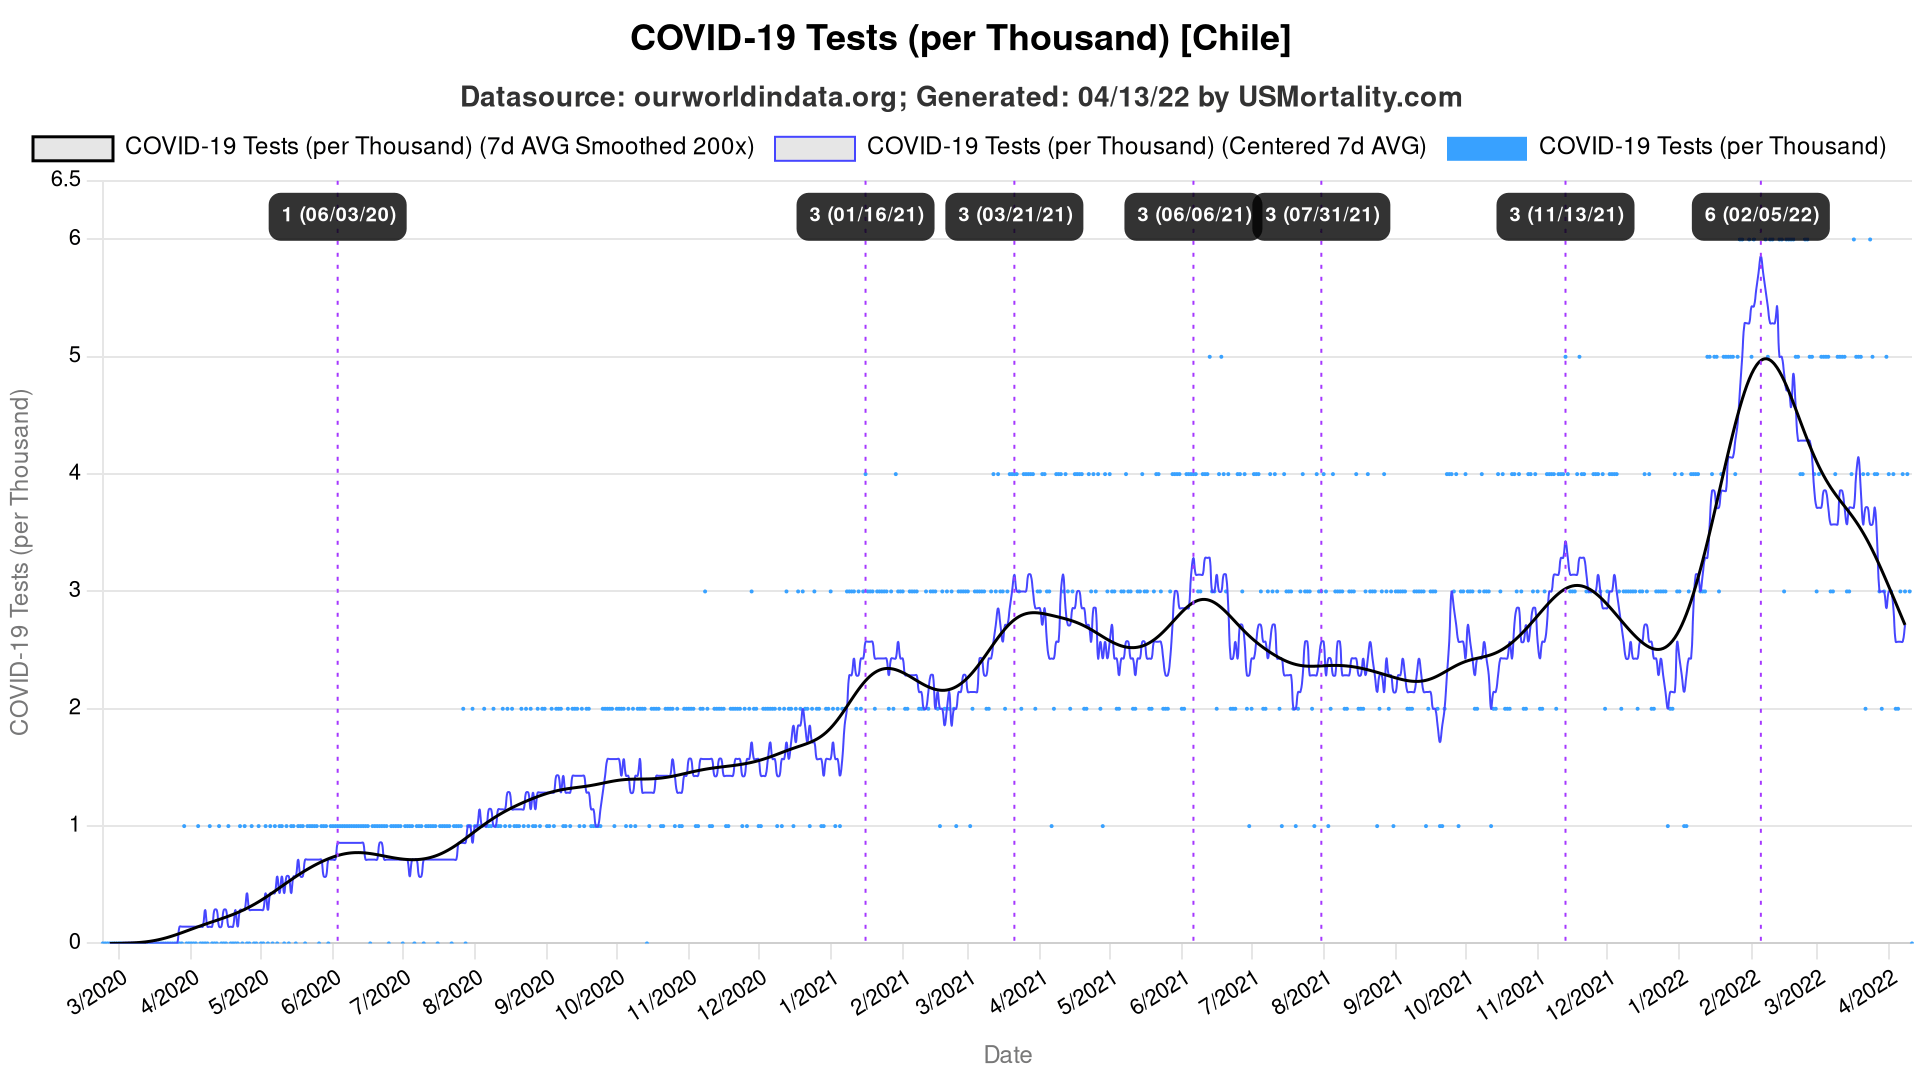 COVID-19 Tests (per Thousand) [Chile]
Datasource: ourworldindata.org; Generated: 04/13/22 by USMortality.com
COVID-19 Tests (per Thousand) (7d AVG Smoothed 200x) COVID-19 Tests (per Thousand) (Centered 7d AVG) COVID-19 Tests (per Thousand)
6.5
1 (06/03/20) 3 (01/16/21) 3 (03/21/21) 3 (06/06/21) 3 (07/31/21) 3 (11/13/21) 6 (02/05/22)
6
5
4
3
2
1
0
COVID-19 Tests (per Thousand)
3/2020 4/2020 5/2020 6/2020 7/2020 8/2020 9/2020 10/2020 11/2020 12/2020 1/2021 2/2021 3/2021 4/2021 5/2021 6/2021 7/2021 8/2021 9/2021 10/2021 11/2021 12/2021 1/2022 2/2022 3/2022 4/2022
Date